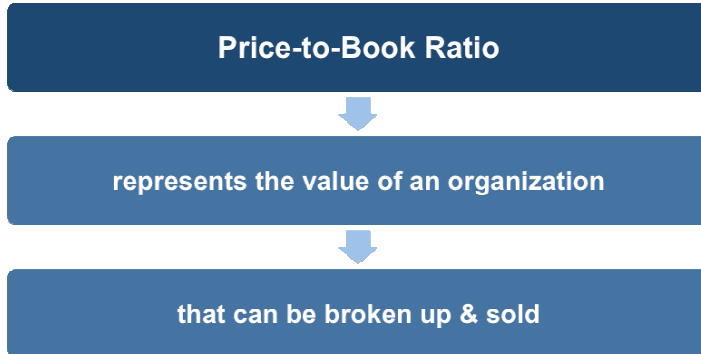 Price-to-Book Ratio
represents the value of an organization
that can be broken up & sold